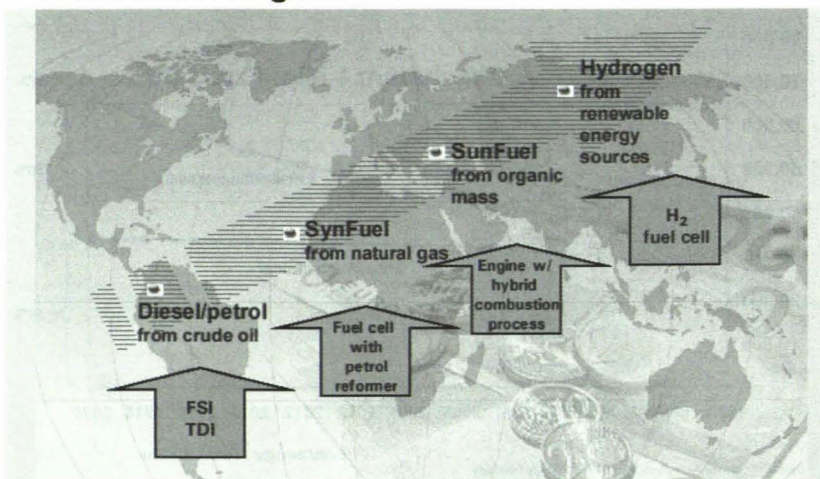 Hydrogen
from
renewable
energy
sources
SunFuel
from organic
mass
SynFuel
from natural gas
Diesel/petrol
from crude oil
H2
fuel cell
Engine w/
hybrid
combustion
process
Fuel cell
with
petrol
reformer
FSI
TDI